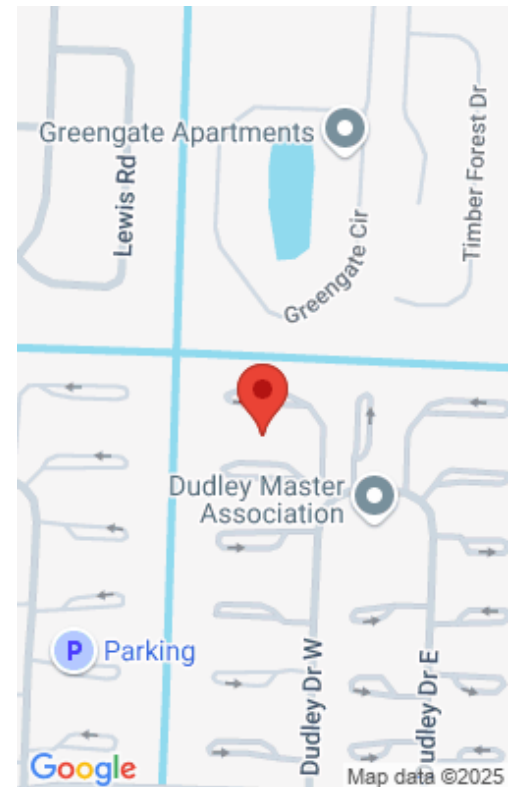 Greengate Apartments
Lewis Rd
Timber Forest Dr
Greengate Cir
Dudley Master
Association
P Parking
Dudley Dr W
Dudley Dr E
Google
Map data ©2025